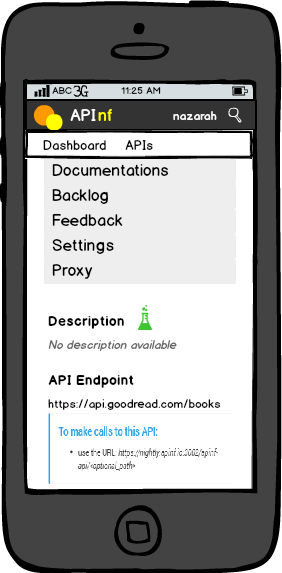 ABC 3G 11:25 AM
APInf nazarah
Dashboard APIs
Documentations
Backlog
Feedback
Settings
Proxy
Description
No description available
API Endpoint
https://api.goodread.com/books
To make calls to this API:
• use the URL: https://nightly.apinf.io:3002/apinf-
api/<optional_path>